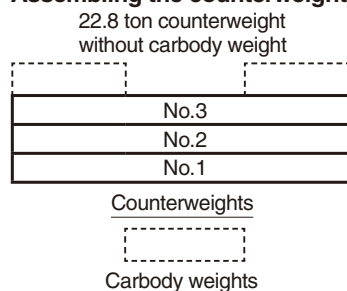 Assembling the counterweight
22.8 ton counterweight
without carbody weight
No.3
No.2
No.1
Counterweights
Carbody weights